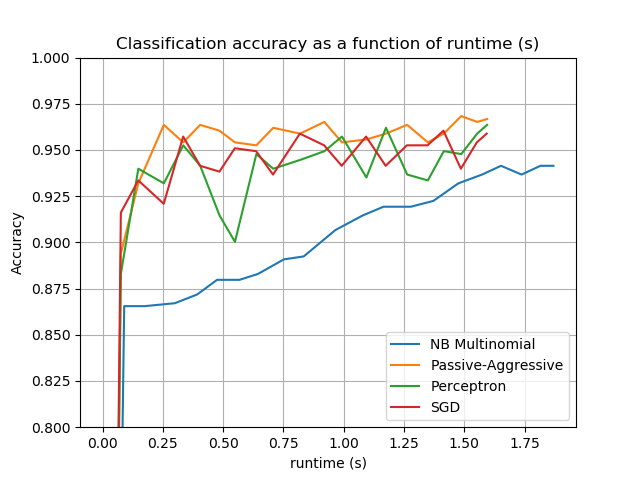 Classification accuracy as a function of runtime (s)
1.000
0.975
0.950
0.925
0.900
0.875
0.850
0.825
0.800
Accuracy
NB Multinomial
Passive-Aggressive
Perceptron
SGD
0.00 0.25 0.50 0.75 1.00 1.25 1.50 1.75
runtime (s)